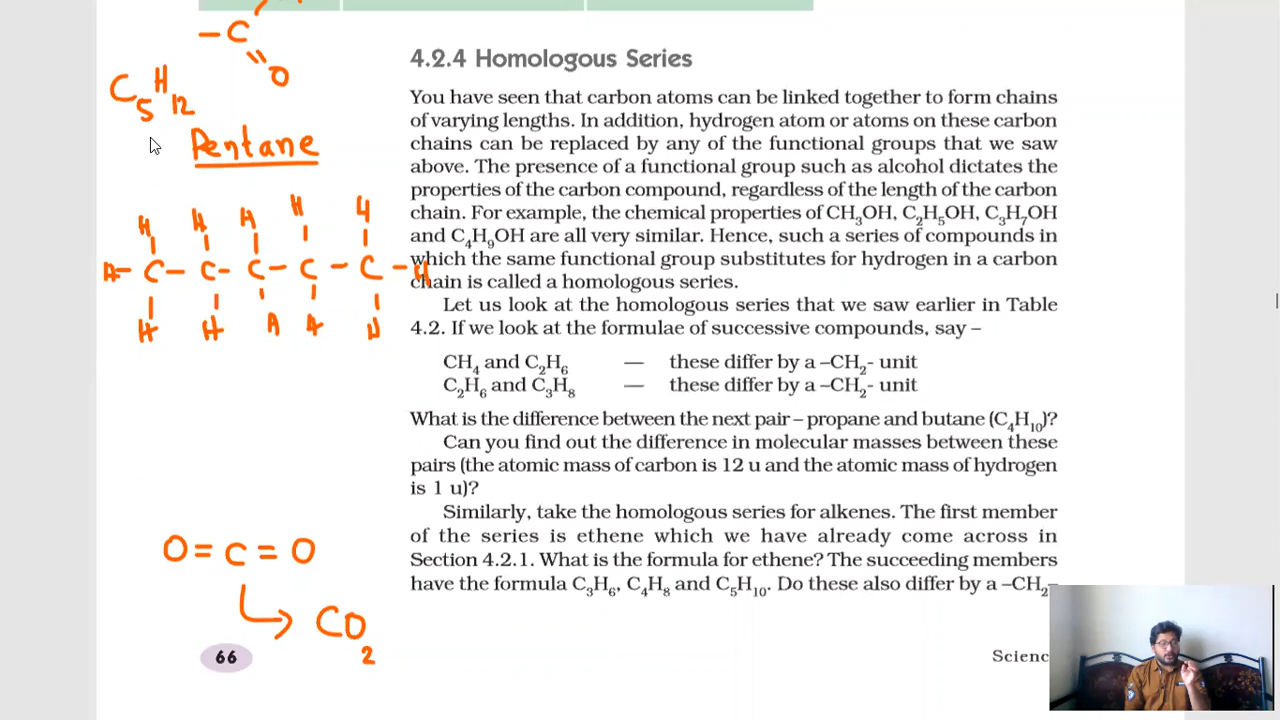 – C
O
C5H12
Pentane
H H H H H
H – C – C – C – C – C – H
H H H H H
O = C = O
CO2
66
4.2.4 Homologous Series
You have seen that carbon atoms can be linked together to form chains
of varying lengths. In addition, hydrogen atom or atoms on these carbon
chains can be replaced by any of the functional groups that we saw
above. The presence of a functional group such as alcohol dictates the
properties of the carbon compound, regardless of the length of the carbon
chain. For example, the chemical properties of CH3OH, C2H5OH, C3H7OH
and C4H9OH are all very similar. Hence, such a series of compounds in
which the same functional group substitutes for hydrogen in a carbon
chain is called a homologous series.
Let us look at the homologous series that we saw earlier in Table
4.2. If we look at the formulae of successive compounds, say –
CH4 and C2H6 — these differ by a –CH2- unit
C2H6 and C3H8 — these differ by a –CH2- unit
What is the difference between the next pair – propane and butane (C4H10)?
Can you find out the difference in molecular masses between these
pairs (the atomic mass of carbon is 12 u and the atomic mass of hydrogen
is 1 u)?
Similarly, take the homologous series for alkenes. The first member
of the series is ethene which we have already come across in
Section 4.2.1. What is the formula for ethene? The succeeding members
have the formula C3H6, C4H8 and C5H10. Do these also differ by a –CH2–